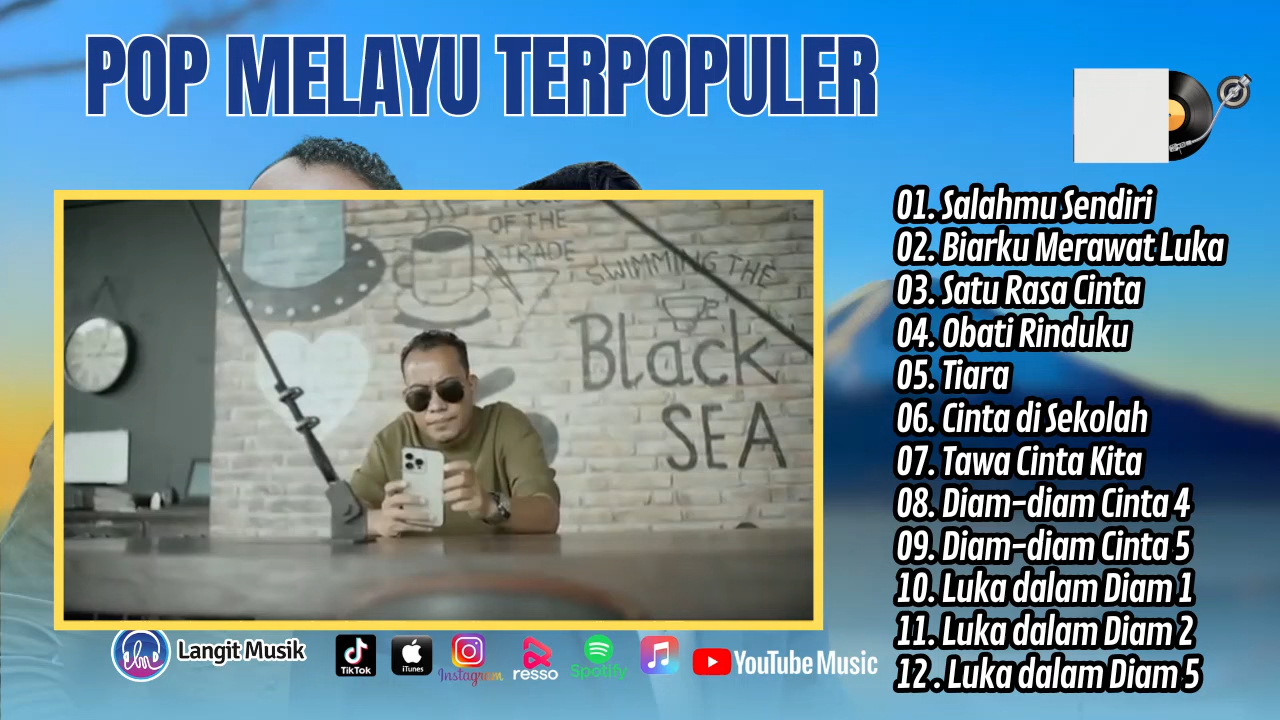 POP MELAYU TERPOPULER
OF THE
TRADE
SWIMMING THE
Black
SEA
01. Salahmu Sendiri
02. Biarku Merawat Luka
03. Satu Rasa Cinta
04. Obati Rinduku
05. Tiara
06. Cinta di Sekolah
07. Tawa Cinta Kita
08. Diam-diam Cinta 4
09. Diam-diam Cinta 5
10. Luka dalam Diam 1
11. Luka dalam Diam 2
12. Luka dalam Diam 5
Langit Musik
TikTok
iTunes
Instagram
resso
Spotify
YouTube Music